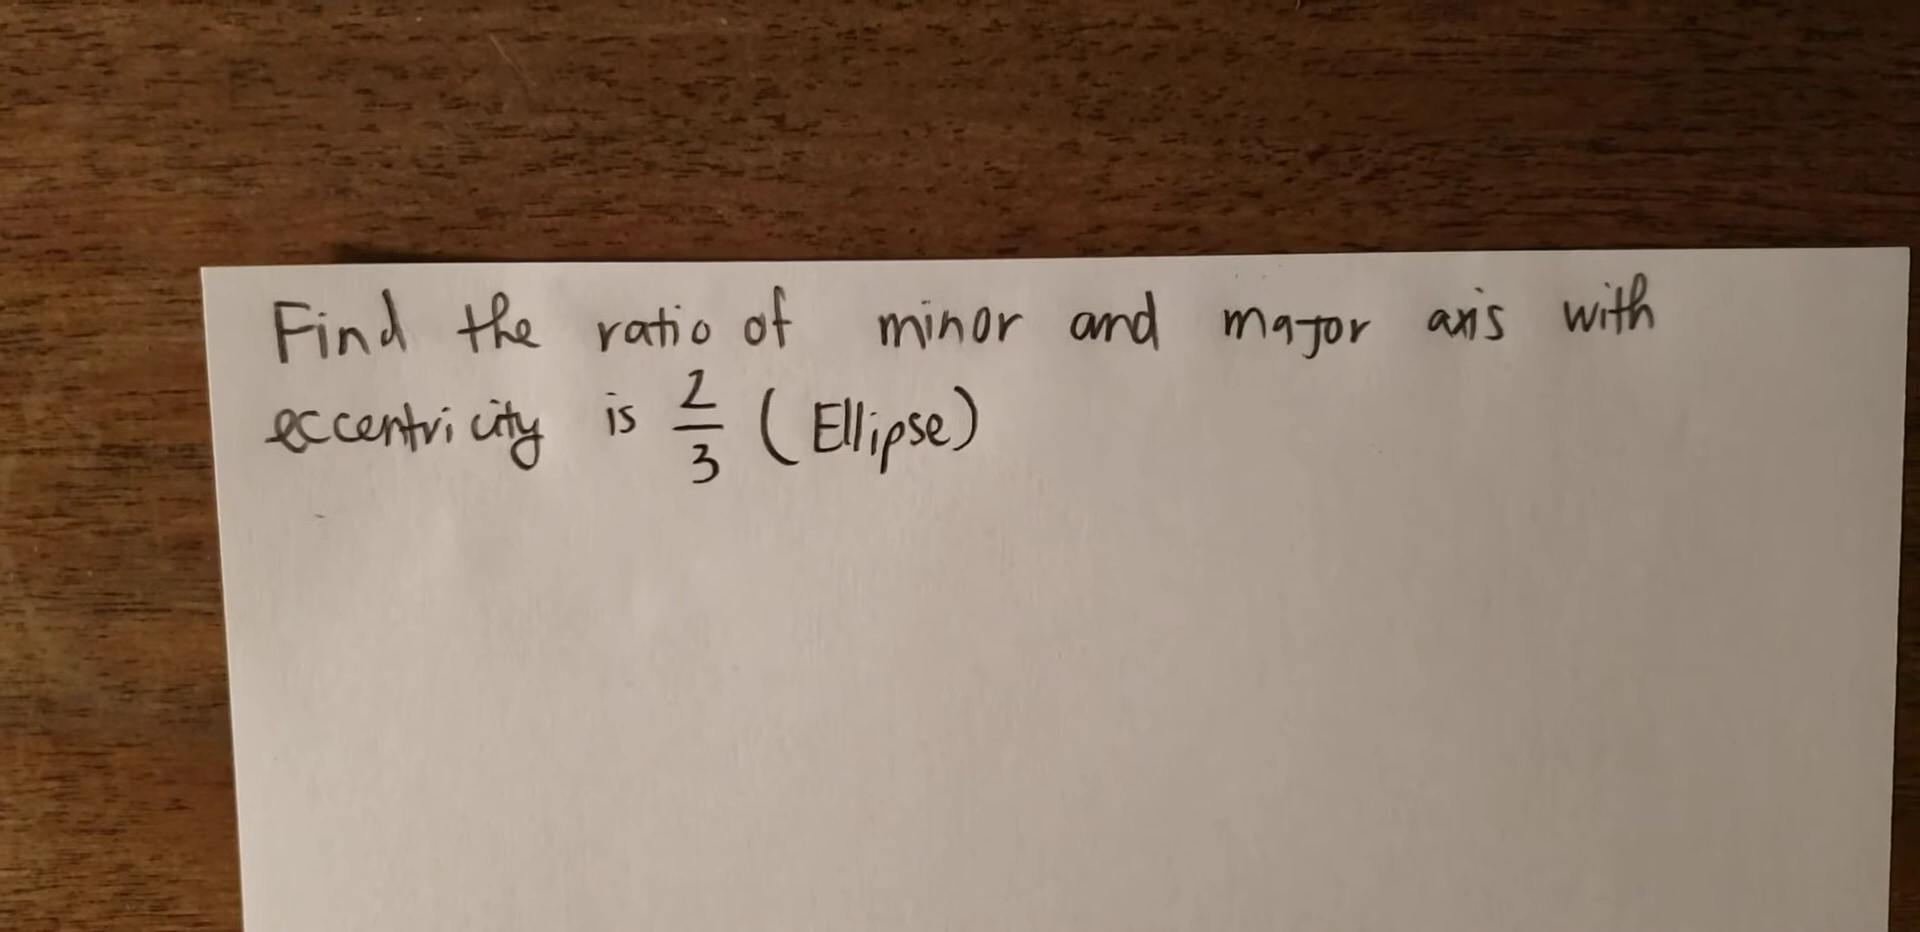 Find the ratio of minor and major axis with
eccentricity is 2/3 (Ellipse)